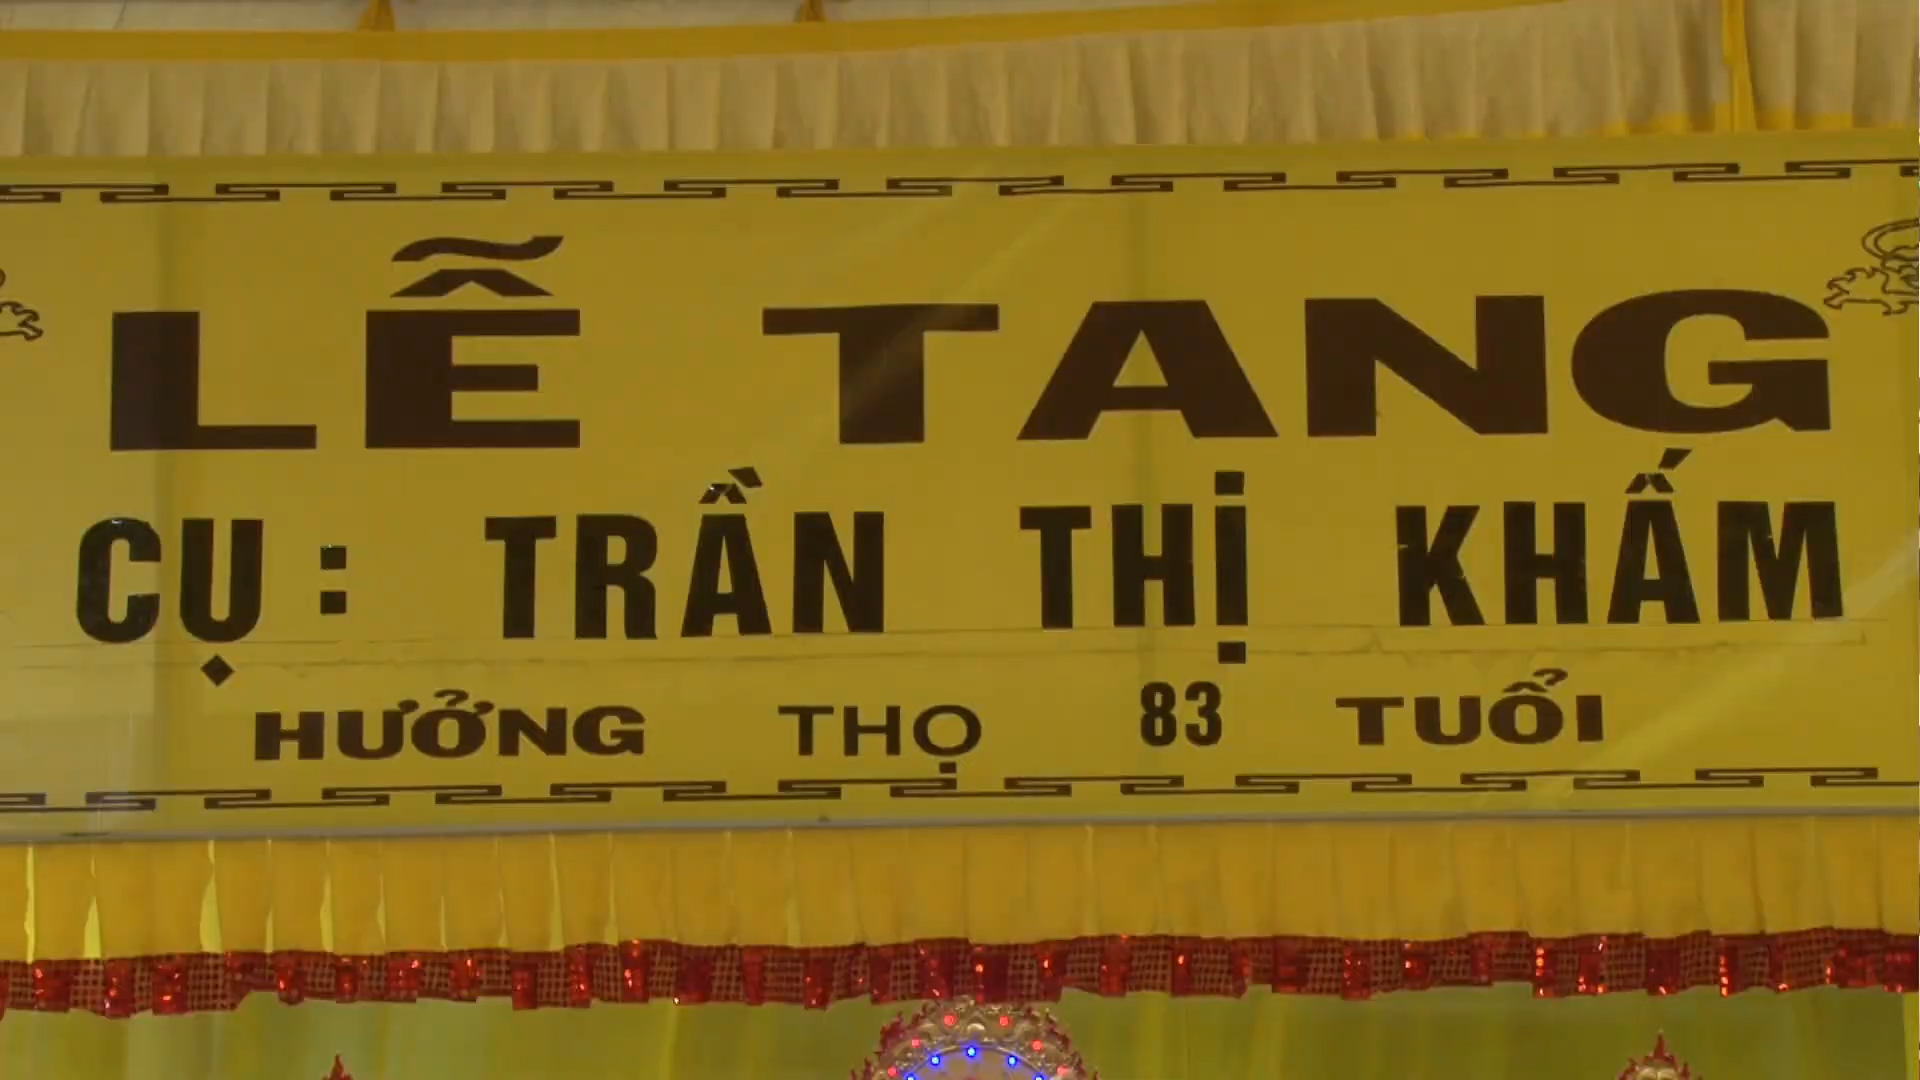 LỄ TANG
CỤ: TRẦN THỊ KHẤM
HƯỞNG THỌ 83 TUỔI